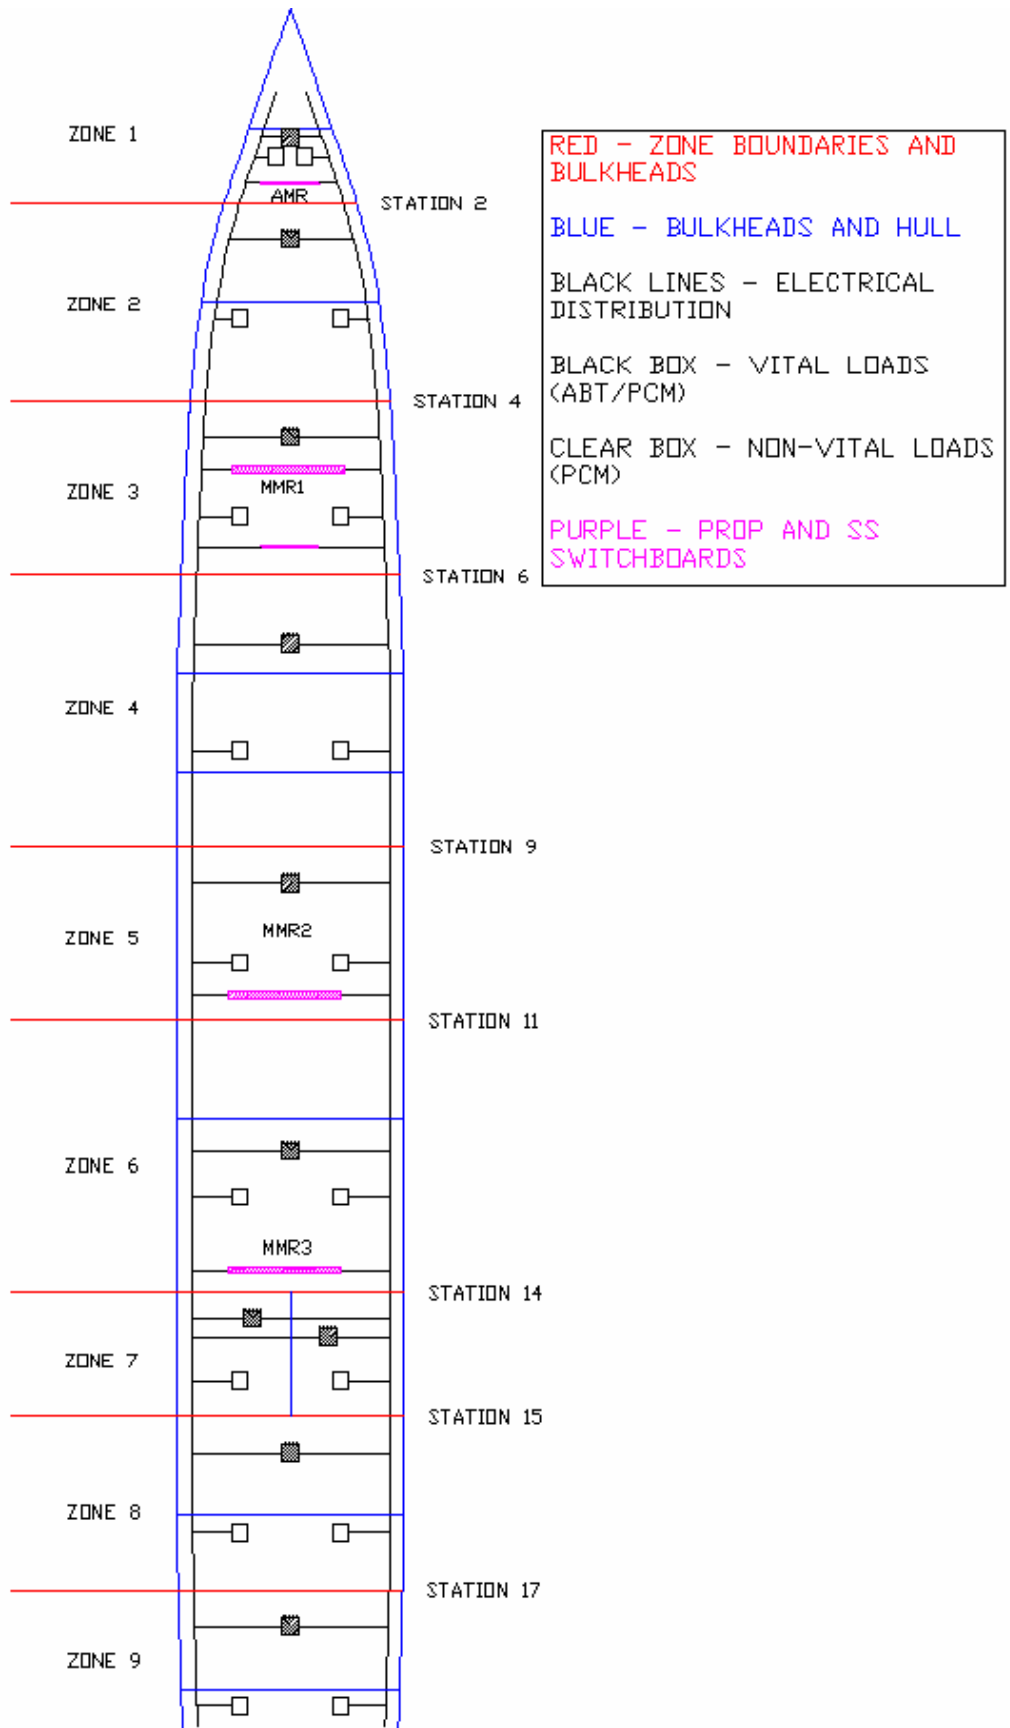 ZONE 1
RED - ZONE BOUNDARIES AND
BULKHEADS
AMR
STATION 2
BLUE - BULKHEADS AND HULL
BLACK LINES - ELECTRICAL
DISTRIBUTION
ZONE 2
BLACK BOX - VITAL LOADS
(ABT/PCM)
STATION 4
CLEAR BOX - NON-VITAL LOADS
(PCM)
MMR1
ZONE 3
PURPLE - PROP AND SS
SWITCHBOARDS
STATION 6
ZONE 4
STATION 9
MMR2
ZONE 5
STATION 11
ZONE 6
MMR3
STATION 14
ZONE 7
STATION 15
ZONE 8
STATION 17
ZONE 9